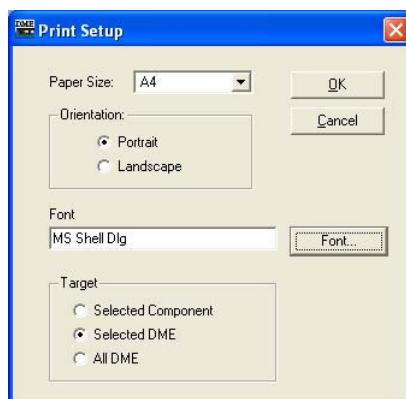 DME Print Setup
Paper Size: A4
OK
Orientation:
Cancel
Portrait
Landscape
Font
MS Shell Dlg
Font...
Target
Selected Component
Selected DME
All DME